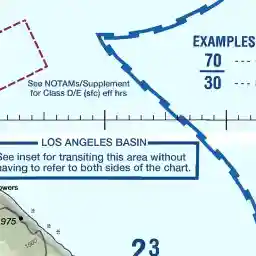 EXAMPLES
70
30
See NOTAMs/Supplement
for Class D/E (sfc) eff hrs
LOS ANGELES BASIN
See inset for transiting this area without
having to refer to both sides of the chart.
975
1000
23